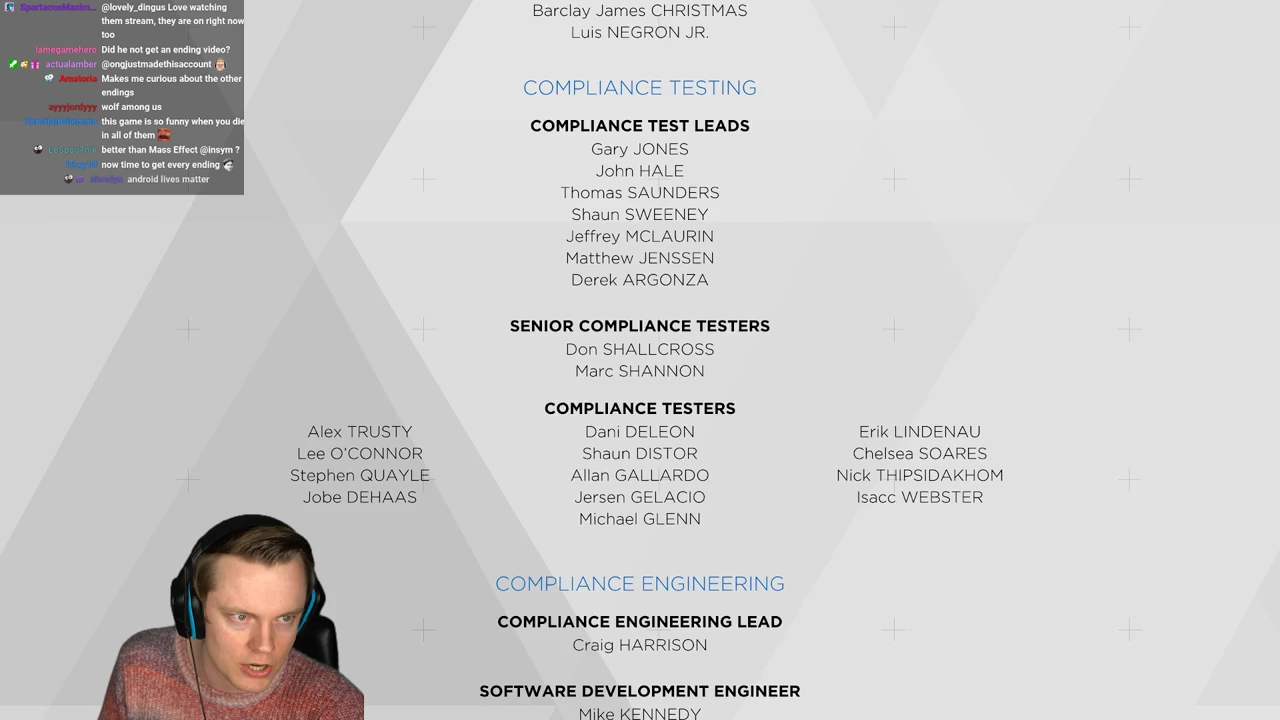 @lovely_dingus Love watching
them stream, they are on right now
too
lamegamehero Did he not get an ending video?
actualamber @ongjustmadethisaccount
Amatoria Makes me curious about the other
endings
ayyyjordyyy wolf among us
this game is so funny when you die
in all of them
better than Mass Effect @insym ?
now time to get every ending
android lives matter
Barclay James CHRISTMAS
Luis NEGRON JR.
COMPLIANCE TESTING
COMPLIANCE TEST LEADS
Gary JONES
John HALE
Thomas SAUNDERS
Shaun SWEENEY
Jeffrey MCLAURIN
Matthew JENSSEN
Derek ARGONZA
SENIOR COMPLIANCE TESTERS
Don SHALLCROSS
Marc SHANNON
COMPLIANCE TESTERS
Alex TRUSTY Dani DELEON Erik LINDENAU
Lee O'CONNOR Shaun DISTOR Chelsea SOARES
Stephen QUAYLE Allan GALLARDO Nick THIPSIDAKHOM
Jobe DEHAAS Jersen GELACIO Isacc WEBSTER
Michael GLENN
COMPLIANCE ENGINEERING
COMPLIANCE ENGINEERING LEAD
Craig HARRISON
SOFTWARE DEVELOPMENT ENGINEER
Mike KENNEDY